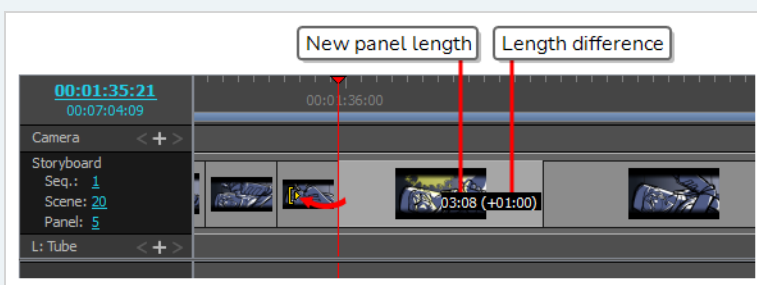 New panel length
Length difference
00:01:35:21
00:07:04:09
00:01:36:00
Camera
Storyboard
Seq.: 1
Scene: 20
Panel: 5
03:08 (+01:00)
L: Tube